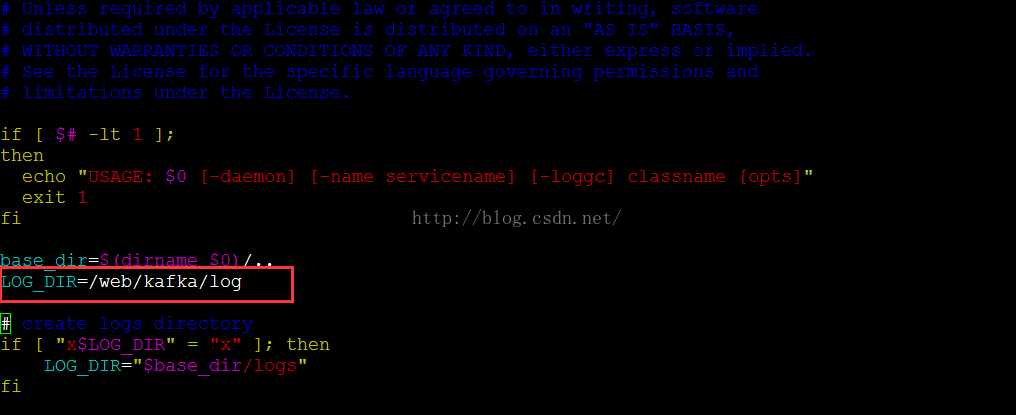 # Unless required by applicable law or agreed to in writing, software
# distributed under the License is distributed on an "AS IS" BASIS,
# WITHOUT WARRANTIES OR CONDITIONS OF ANY KIND, either express or implied.
# See the License for the specific language governing permissions and
# limitations under the License.
if [ $# -lt 1 ];
then
  echo "USAGE: $0 [-daemon] [-name servicename] [-loggc] classname [opts]"
  exit 1
fi
http://blog.csdn.net/
base_dir=$(dirname $0)/..
LOG_DIR=/web/kafka/log
# create logs directory
if [ "x$LOG_DIR" = "x" ]; then
    LOG_DIR="$base_dir/logs"
fi